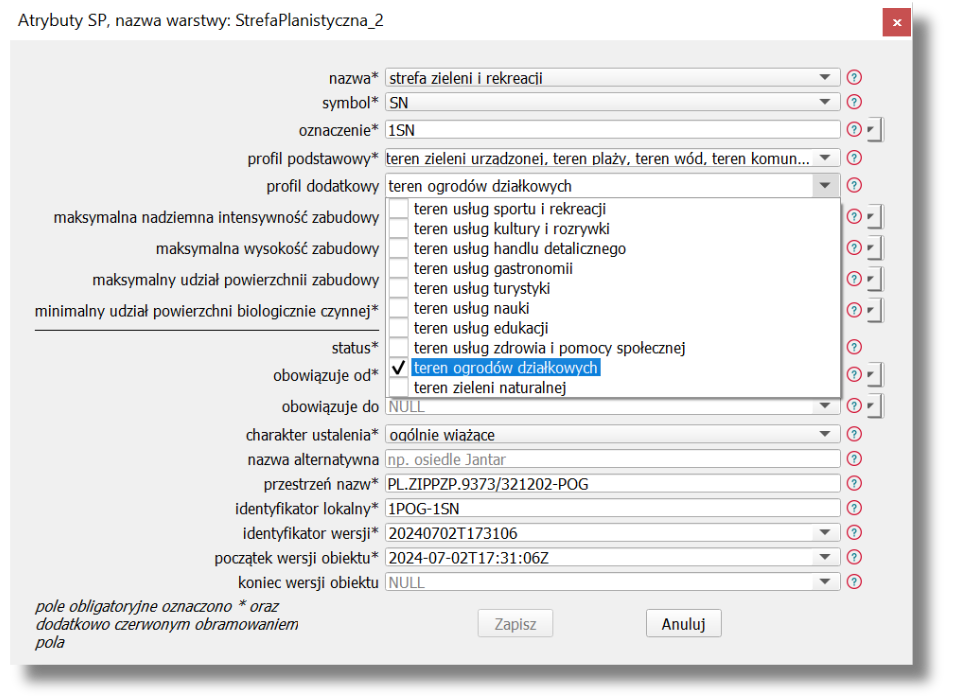 Atrybuty SP, nazwa warstwy: StrefaPlanistyczna_2
nazwa* strefa zieleni i rekreacji
symbol* SN
oznaczenie* 1SN
profil podstawowy* teren zieleni urządzonej, teren plaży, teren wód, teren komun...
profil dodatkowy teren ogrodów działkowych
teren usług sportu i rekreacji
maksymalna nadziemna intensywność zabudowy
teren usług kultury i rozrywki
maksymalna wysokość zabudowy teren usług handlu detalicznego
teren usług gastronomii
maksymalny udział powierzchnii zabudowy
teren usług turystyki
minimalny udział powierzchni biologicznie czynnej* teren usług nauki
teren usług edukacji
status* teren usług zdrowia i pomocy społecznej
teren ogrodów działkowych
obowiązuje od*
teren zieleni naturalnej
obowiązuje do NULL
charakter ustalenia* ogólnie wiążące
nazwa alternatywna np. osiedle Jantar
przestrzeń nazw* PL.ZIPPZP.9373/321202-POG
identyfikator lokalny* 1POG-1SN
identyfikator wersji* 20240702T173106
początek wersji obiektu* 2024-07-02T17:31:06Z
koniec wersji obiektu NULL
pole obligatoryjne oznaczono * oraz
dodatkowo czerwonym obramowaniem
pola
Zapisz Anuluj